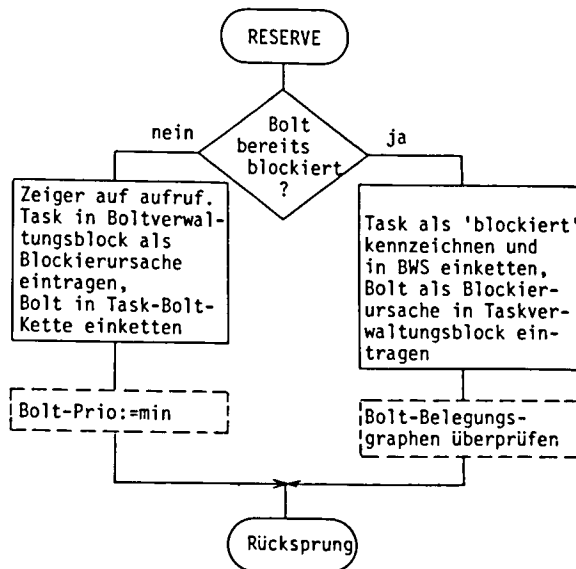 RESERVE
Bolt
bereits
blockiert
?
nein
ja
Zeiger auf aufruf.
Task in Boltverwal-
tungsblock als
Blockierursache
eintragen,
Bolt in Task-Bolt-
Kette einketten
Task als 'blockiert'
kennzeichnen und
in BWS einketten,
Bolt als Blockier-
ursache in Taskver-
waltungsblock ein-
tragen
Bolt-Prio:=min
Bolt-Belegungs-
graphen überprüfen
Rücksprung